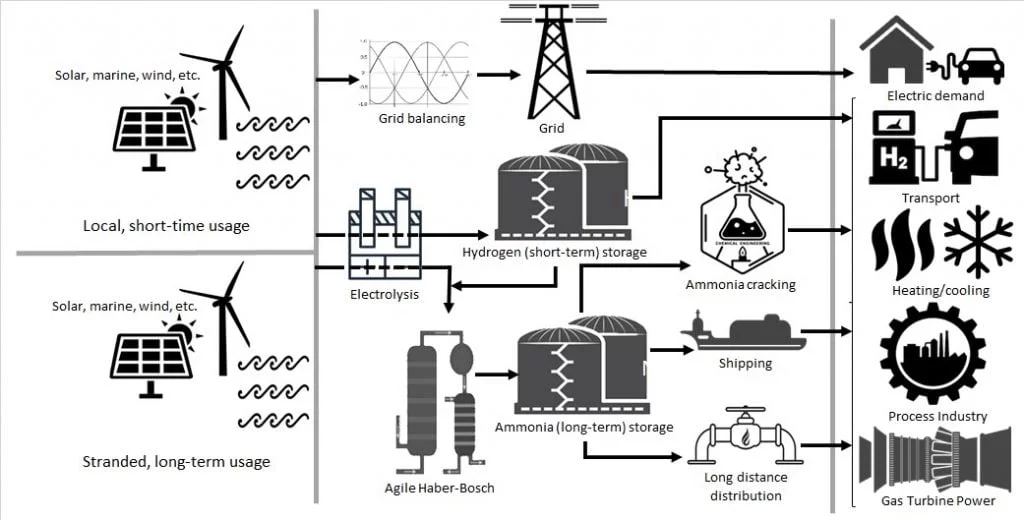 Solar, marine, wind, etc.
Local, short-time usage
Solar, marine, wind, etc.
Stranded, long-term usage
Grid balancing
Grid
Electrolysis
Hydrogen (short-term) storage
CHEMICAL ENGINEERING
Ammonia cracking
Agile Haber-Bosch
Ammonia (long-term) storage
Shipping
Long distance
distribution
Electric demand
H2
Transport
Heating/cooling
Process Industry
Gas Turbine Power